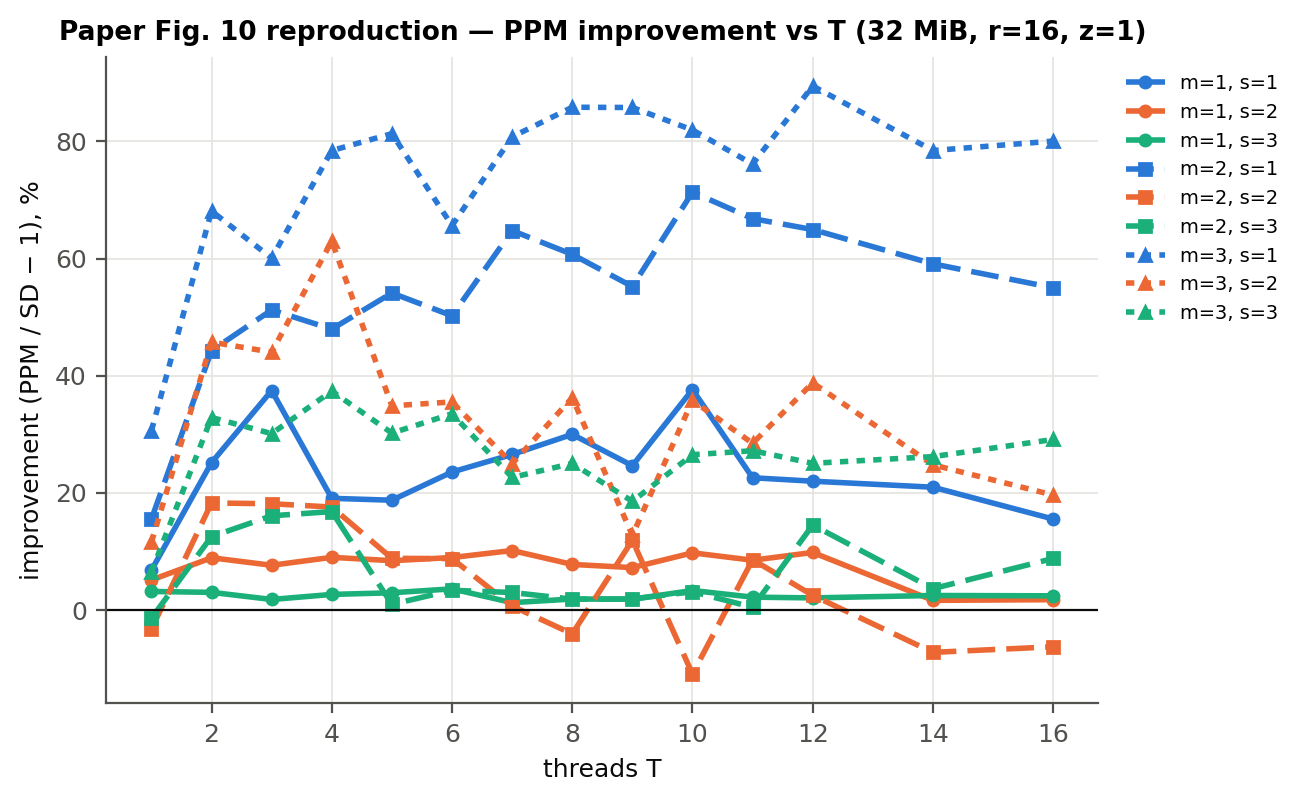 Paper Fig. 10 reproduction — PPM improvement vs T (32 MiB, r=16, z=1)
improvement (PPM / SD − 1), %
80
60
40
20
0
2 4 6 8 10 12 14 16
threads T
m=1, s=1
m=1, s=2
m=1, s=3
m=2, s=1
m=2, s=2
m=2, s=3
m=3, s=1
m=3, s=2
m=3, s=3